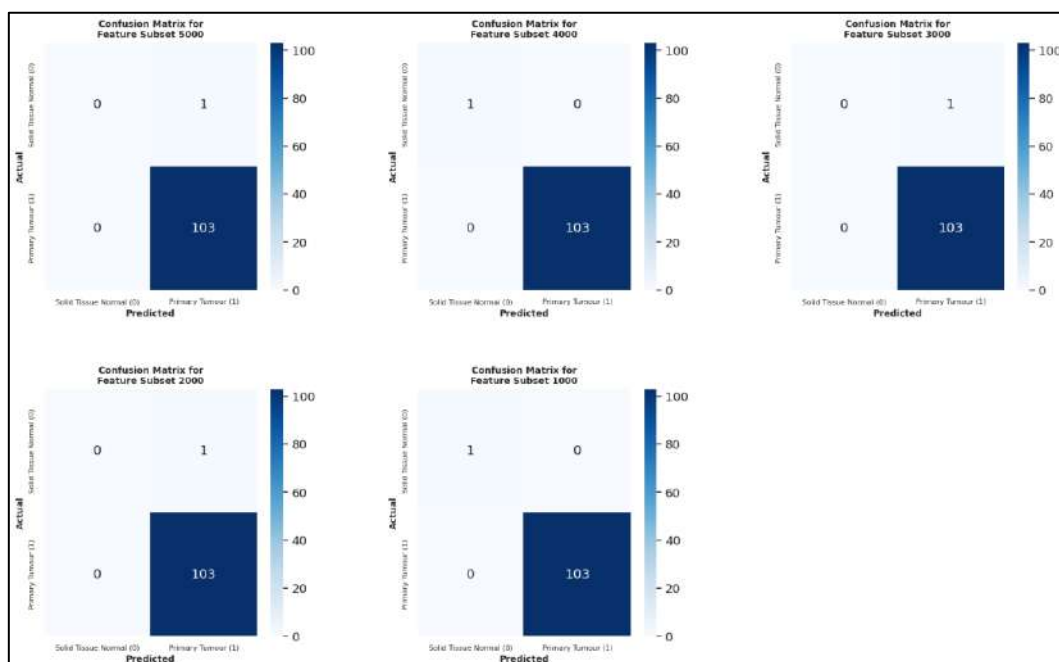 Confusion Matrix for
Feature Subset 5000
100
80
60
40
20
0
0 1
0 103
Solid Tissue Normal (0)
Primary Tumour (1)
Actual
Solid Tissue Normal (0) Primary Tumour (1)
Predicted
Confusion Matrix for
Feature Subset 4000
100
80
60
40
20
0
1 0
0 103
Solid Tissue Normal (0)
Primary Tumour (1)
Actual
Solid Tissue Normal (0) Primary Tumour (1)
Predicted
Confusion Matrix for
Feature Subset 3000
100
80
60
40
20
0
0 1
0 103
Solid Tissue Normal (0)
Primary Tumour (1)
Actual
Solid Tissue Normal (0) Primary Tumour (1)
Predicted
Confusion Matrix for
Feature Subset 2000
100
80
60
40
20
0
0 1
0 103
Solid Tissue Normal (0)
Primary Tumour (1)
Actual
Solid Tissue Normal (0) Primary Tumour (1)
Predicted
Confusion Matrix for
Feature Subset 1000
100
80
60
40
20
0
1 0
0 103
Solid Tissue Normal (0)
Primary Tumour (1)
Actual
Solid Tissue Normal (0) Primary Tumour (1)
Predicted